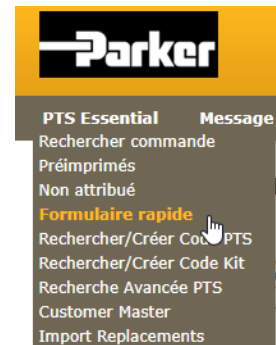 Parker
PTS Essential Message
Rechercher commande
Préimprimés
Non attribué
Formulaire rapide
Rechercher/Créer Code PTS
Rechercher/Créer Code Kit
Recherche Avancée PTS
Customer Master
Import Replacements